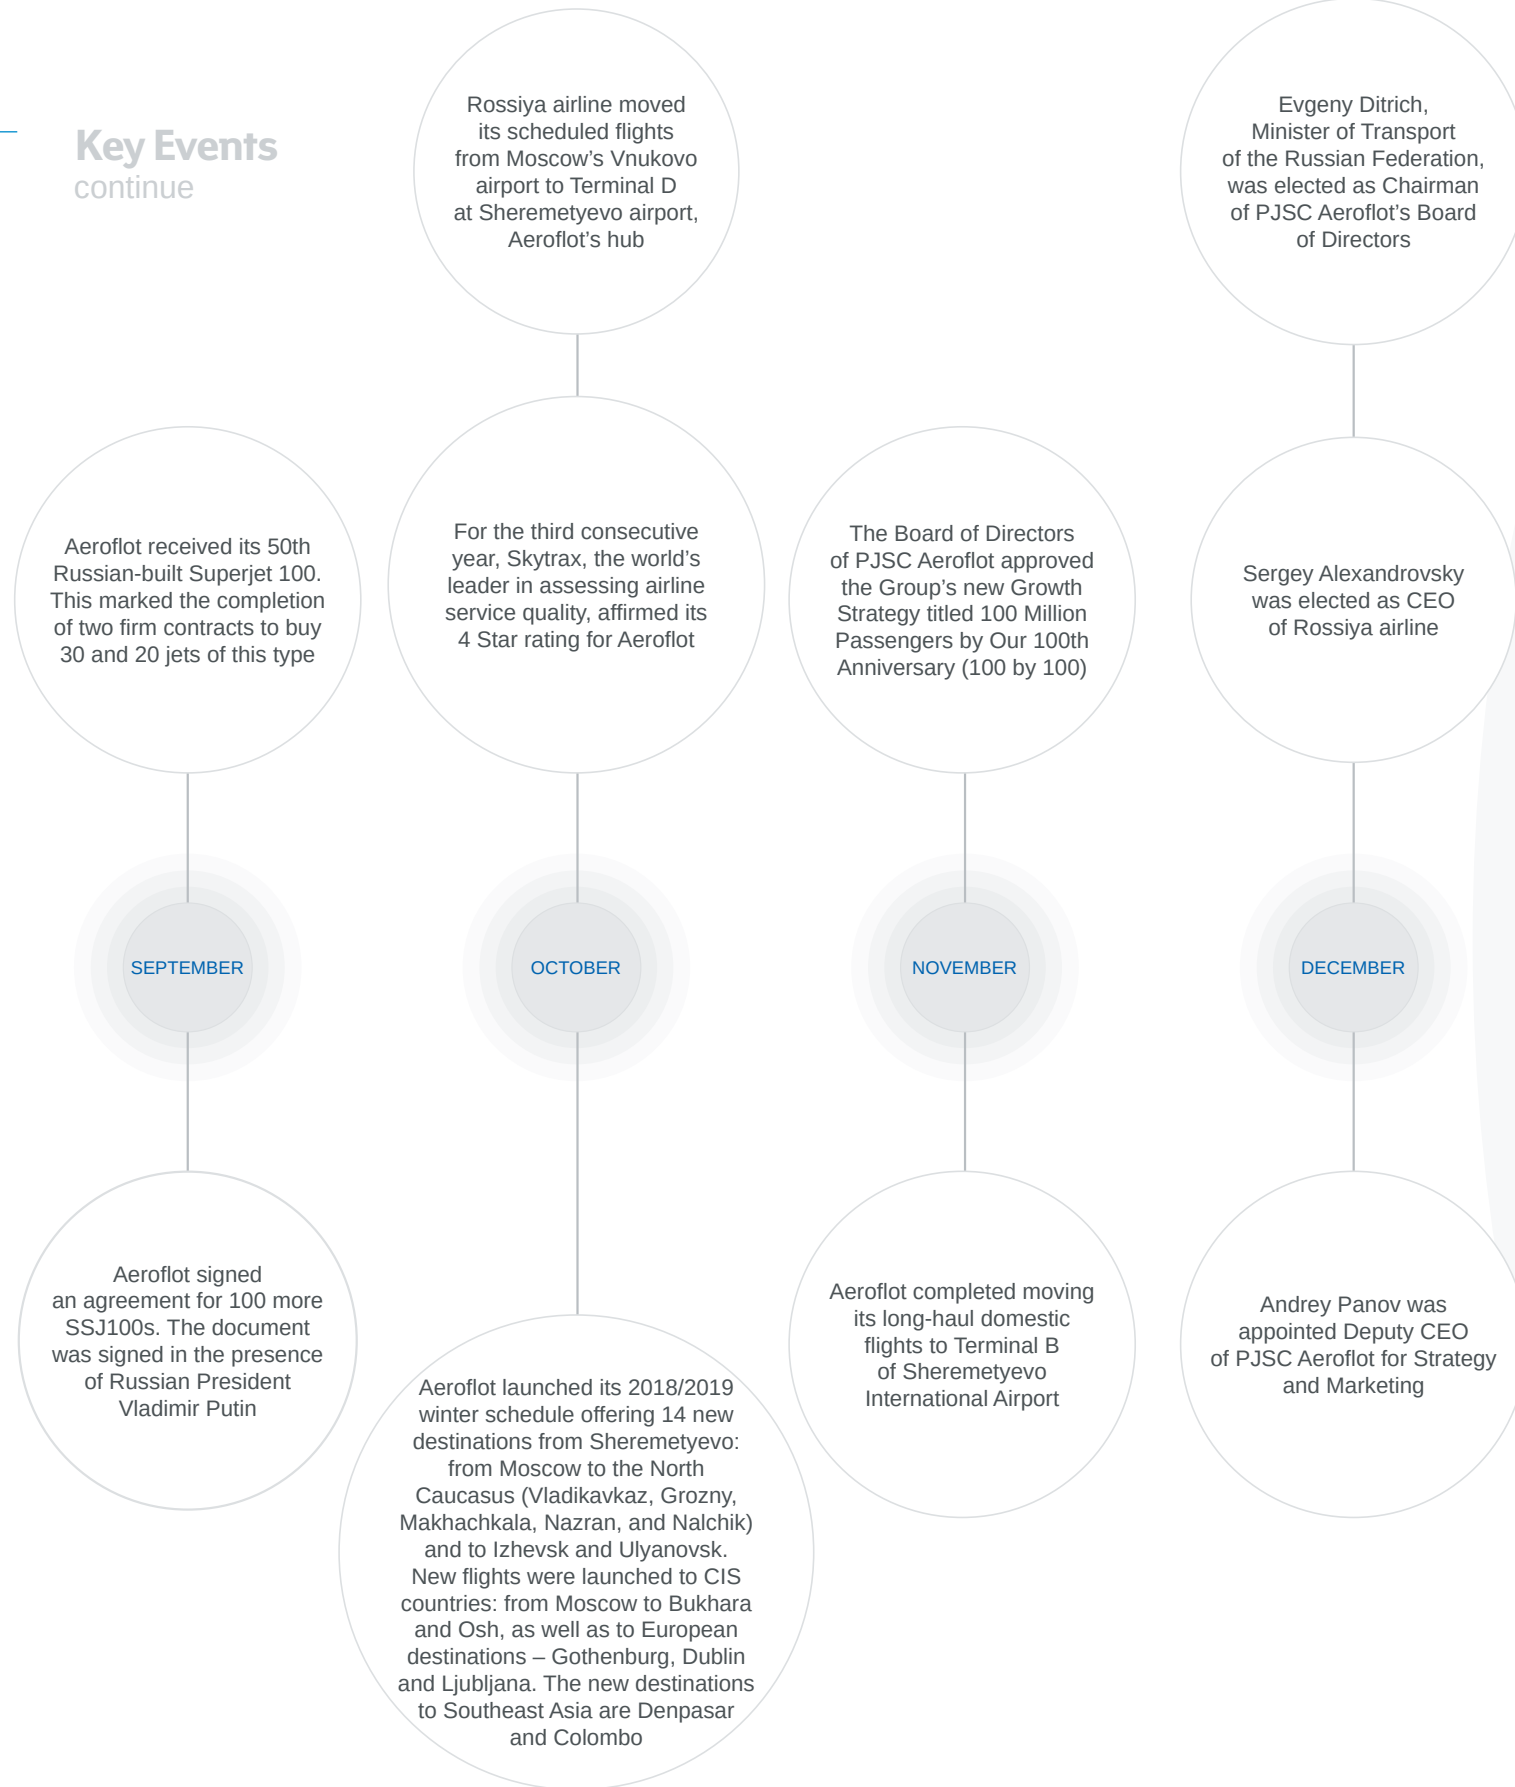 Key Events
continue
Rossiya airline moved
its scheduled flights
from Moscow’s Vnukovo
airport to Terminal D
at Sheremetyevo airport,
Aeroflot’s hub
Evgeny Ditrich,
Minister of Transport
of the Russian Federation,
was elected as Chairman
of PJSC Aeroflot’s Board
of Directors
Aeroflot received its 50th
Russian-built Superjet 100.
This marked the completion
of two firm contracts to buy
30 and 20 jets of this type
For the third consecutive
year, Skytrax, the world’s
leader in assessing airline
service quality, affirmed its
4 Star rating for Aeroflot
The Board of Directors
of PJSC Aeroflot approved
the Group’s new Growth
Strategy titled 100 Million
Passengers by Our 100th
Anniversary (100 by 100)
Sergey Alexandrovsky
was elected as CEO
of Rossiya airline
SEPTEMBER
OCTOBER
NOVEMBER
DECEMBER
Aeroflot signed
an agreement for 100 more
SSJ100s. The document
was signed in the presence
of Russian President
Vladimir Putin
Aeroflot launched its 2018/2019
winter schedule offering 14 new
destinations from Sheremetyevo:
from Moscow to the North
Caucasus (Vladikavkaz, Grozny,
Makhachkala, Nazran, and Nalchik)
and to Izhevsk and Ulyanovsk.
New flights were launched to CIS
countries: from Moscow to Bukhara
and Osh, as well as to European
destinations – Gothenburg, Dublin
and Ljubljana. The new destinations
to Southeast Asia are Denpasar
and Colombo
Aeroflot completed moving
its long-haul domestic
flights to Terminal B
of Sheremetyevo
International Airport
Andrey Panov was
appointed Deputy CEO
of PJSC Aeroflot for Strategy
and Marketing